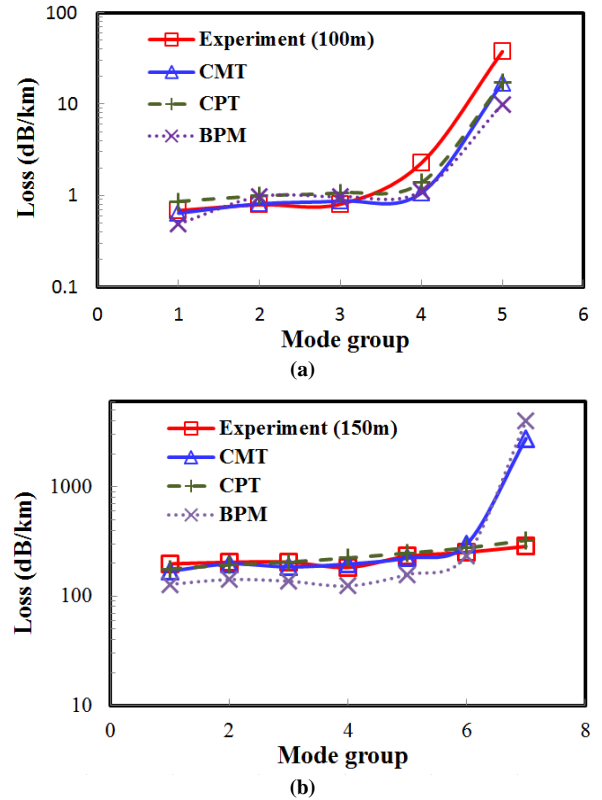 100
10
1
0.1
Loss (dB/km)
Experiment (100m)
CMT
CPT
BPM
0 1 2 3 4 5 6
Mode group
(a)
1000
100
10
Loss (dB/km)
Experiment (150m)
CMT
CPT
BPM
0 2 4 6 8
Mode group
(b)